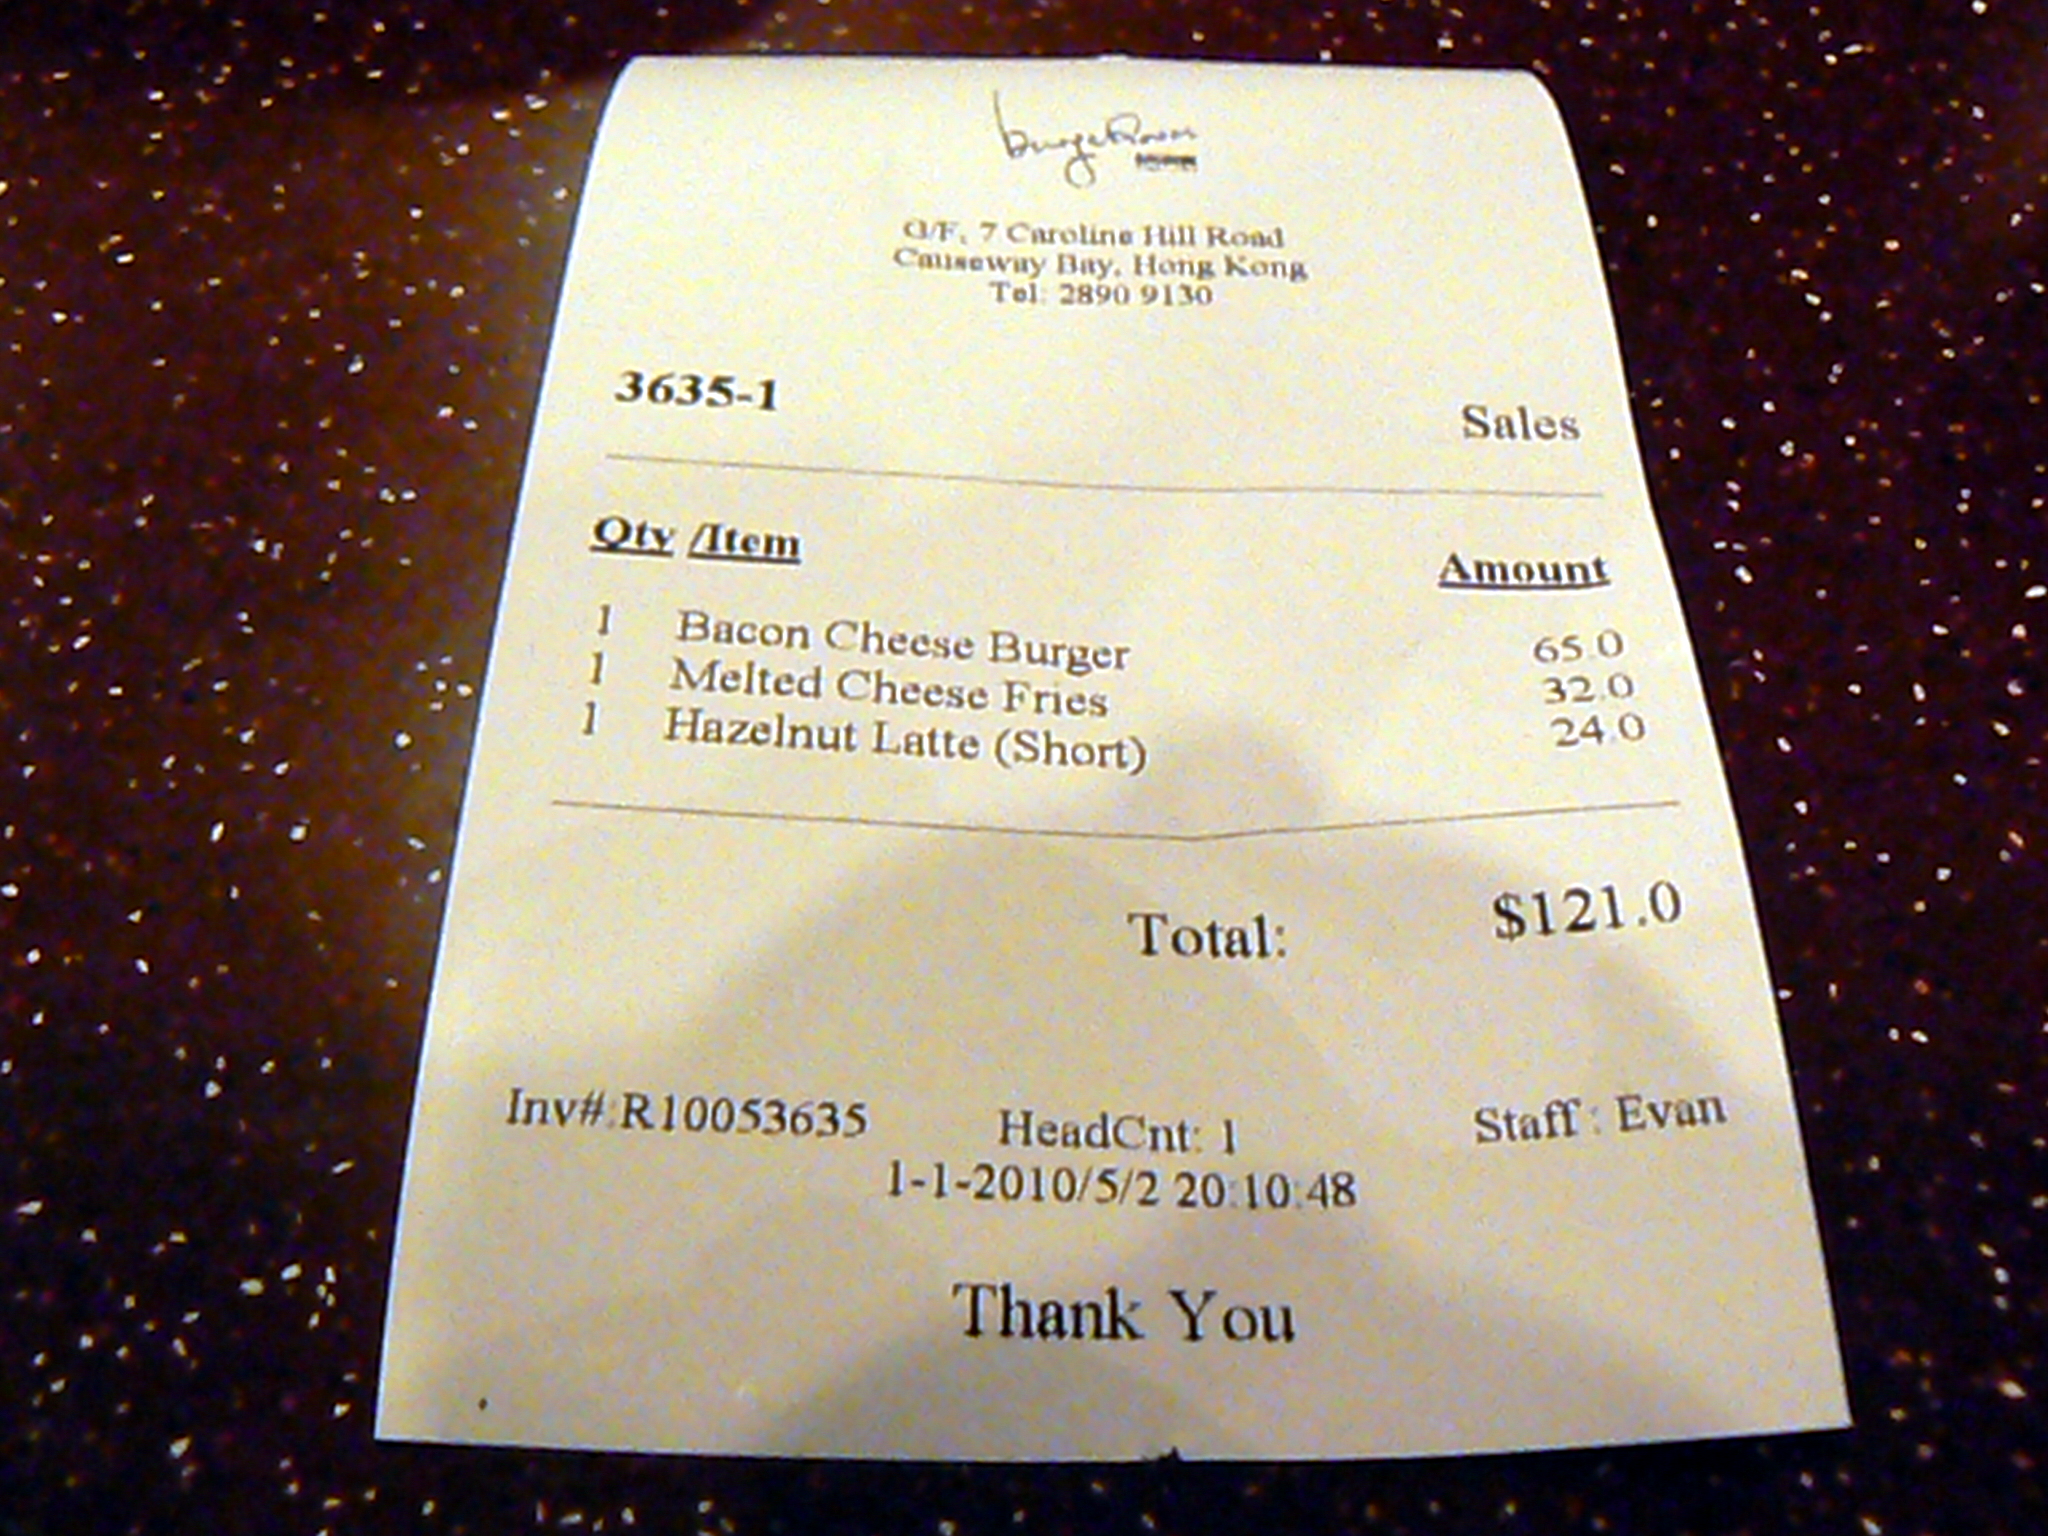 burgeRoom
G/F, 7 Caroline Hill Road
Causeway Bay, Hong Kong
Tel: 2890 9130
3635-1
Sales
Qty /Item Amount
1 Bacon Cheese Burger 65.0
1 Melted Cheese Fries 32.0
1 Hazelnut Latte (Short) 24.0
Total: $121.0
Inv#:R10053635 HeadCnt: 1 Staff : Evan
1-1-2010/5/2 20:10:48
Thank You